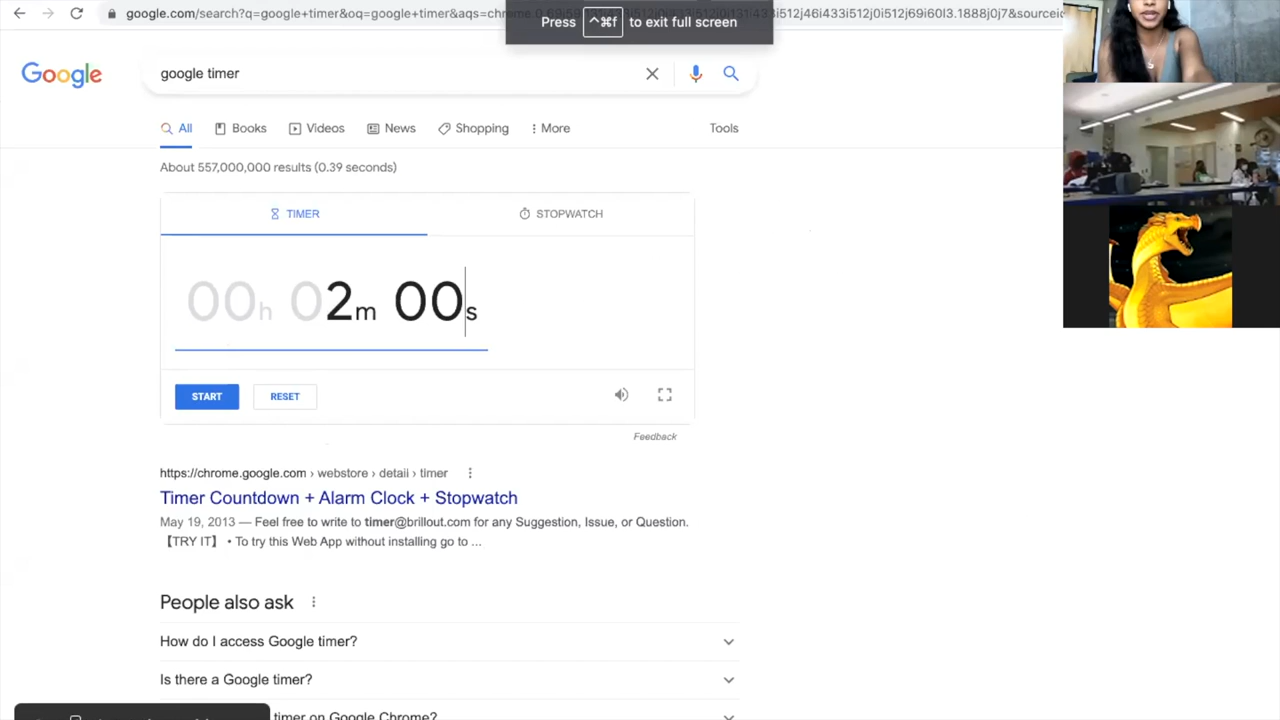 google.com/search?q=google+timer&oq=google+timer&aqs=chrome
Press ^⌘f to exit full screen
Google
google timer
All Books Videos News Shopping More Tools
About 557,000,000 results (0.39 seconds)
TIMER STOPWATCH
00h 02m 00s
START RESET
Feedback
https://chrome.google.com › webstore › detail › timer
Timer Countdown + Alarm Clock + Stopwatch
May 19, 2013 — Feel free to write to timer@brillout.com for any Suggestion, Issue, or Question.
【TRY IT】 • To try this Web App without installing go to ...
People also ask
How do I access Google timer?
Is there a Google timer?
timer on Google Chrome?